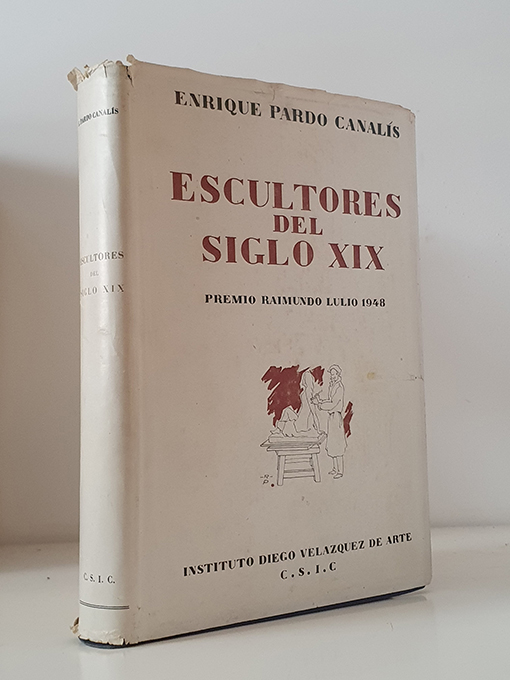 ENRIQUE PARDO CANALÍS
ESCULTORES
DEL
SIGLO XIX
PREMIO RAIMUNDO LULIO 1948
INSTITUTO DIEGO VELAZQUEZ DE ARTE
C.S.I.C
PARDO CANALÍS
ESCULTORES
DEL
SIGLO XIX
C. S. I. C.